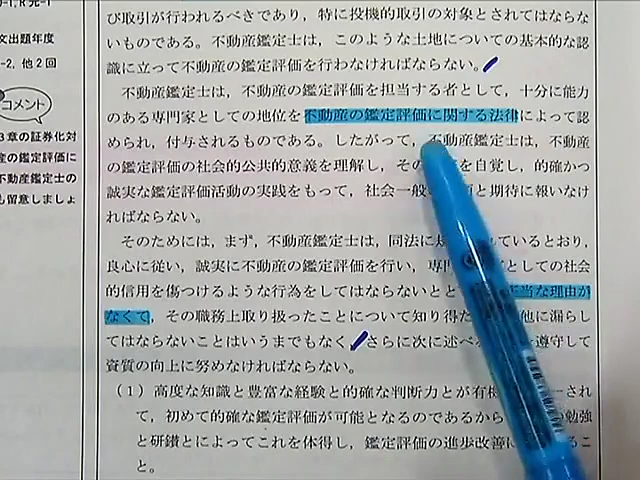 び取引が行われるべきであり，特に投機的取引の対象とされてはならな
いものである。不動産鑑定士は，このような土地についての基本的な認
識に立って不動産の鑑定評価を行わなければならない。
不動産鑑定士は，不動産の鑑定評価を担当する者として，十分に能力
のある専門家としての地位を不動産の鑑定評価に関する法律によって認
められ，付与されるものである。したがって，不動産鑑定士は，不動産
の鑑定評価の社会的公共的意義を理解し，その を自覚し，的確かつ
誠実な鑑定評価活動の実践をもって，社会一般 と期待に報いなけ
ればならない。
そのためには，まず，不動産鑑定士は，同法に規 れているとおり，
良心に従い，誠実に不動産の鑑定評価を行い，専門 としての社会
的信用を傷つけるような行為をしてはならないとと 正当な理由が
なくて，その職務上取り扱ったことについて知り得た 他に漏らし
てはならないことはいうまでもなく，さらに次に述べ 遵守して
資質の向上に努めなければならない。
(1) 高度な知識と豊富な経験と的確な判断力とが有機 され
て，初めて的確な鑑定評価が可能となるのであるから 勉強
と研鑚とによってこれを体得し，鑑定評価の進歩改善に るこ
と。
-1, R元-1
文出題年度
-2, 他2回
コメント
3章の証券化対
産の鑑定評価に
不動産鑑定士の
も留意しましょ